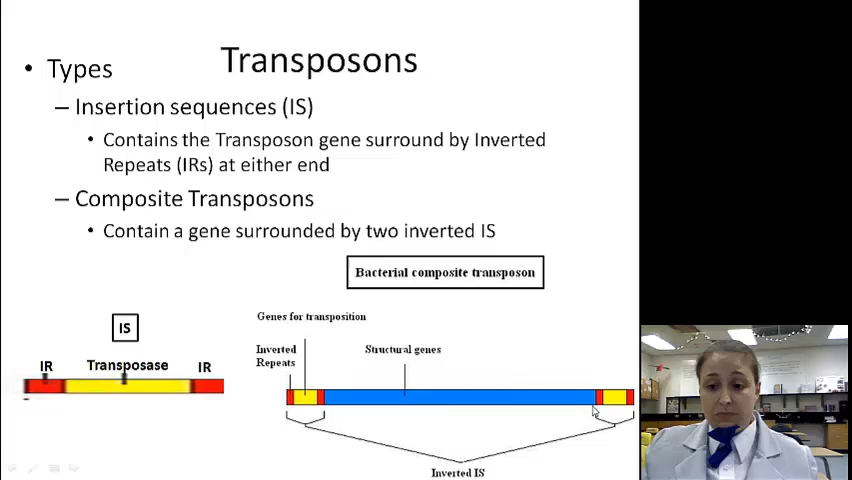 Transposons
• Types
– Insertion sequences (IS)
• Contains the Transposon gene surround by Inverted
Repeats (IRs) at either end
– Composite Transposons
• Contain a gene surrounded by two inverted IS
Bacterial composite transposon
IS
IR Transposase IR
Genes for transposition
Inverted
Repeats
Structural genes
Inverted IS